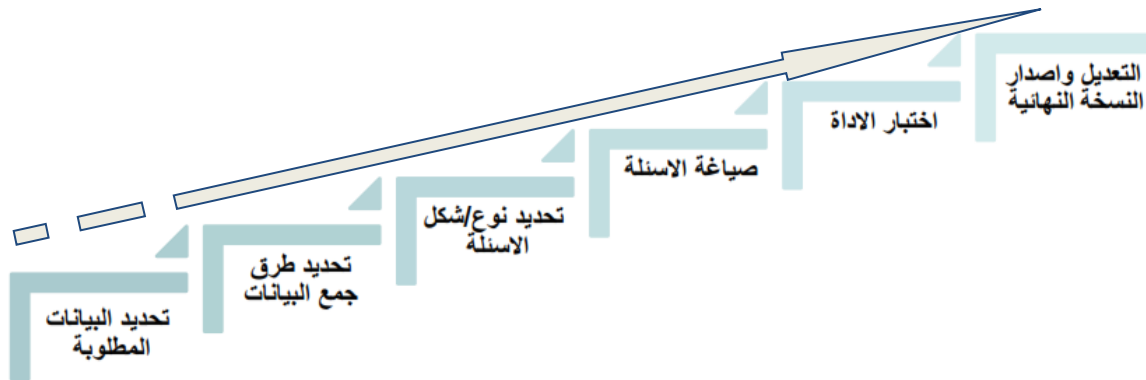 تحديد البيانات
المطلوبة
تحديد طرق
جمع البيانات
تحديد نوع/شكل
الاسئلة
صياغة الاسئلة
اختبار الاداة
التعديل واصدار
النسخة النهائية